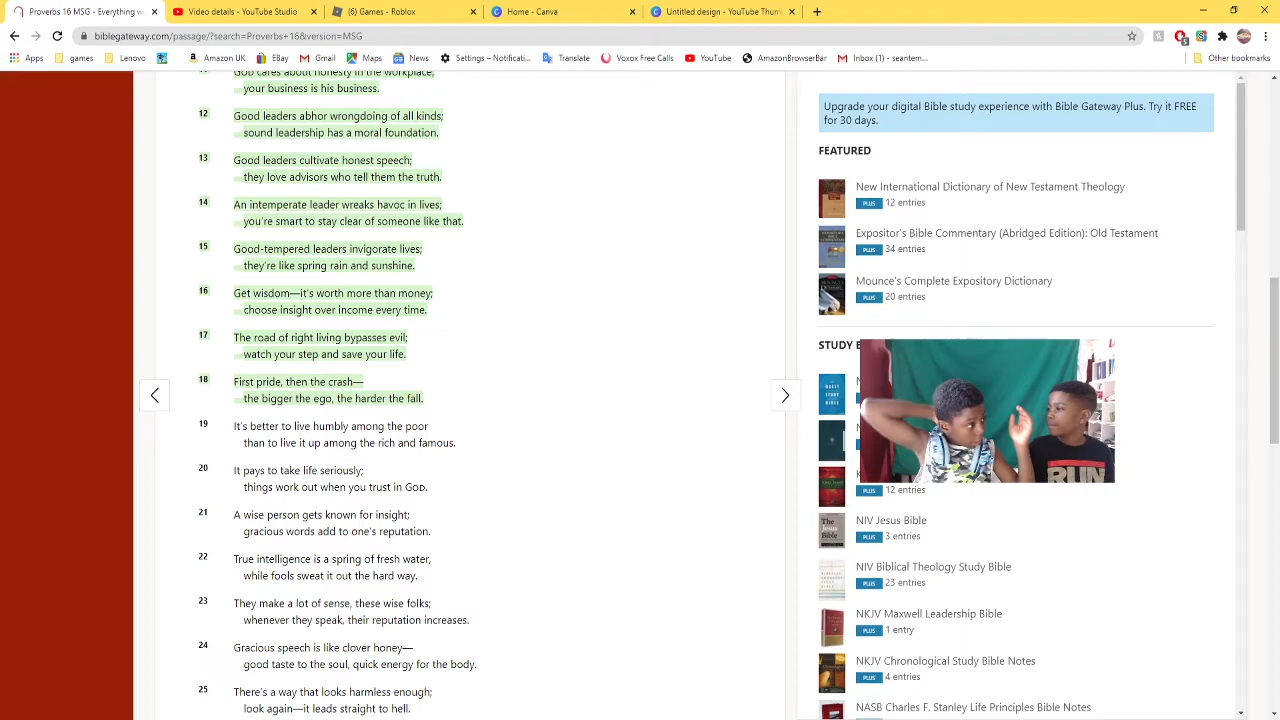 Proverbs 16 MSG - Everything w
Video details - YouTube Studio
(6) Games - Roblox
Home - Canva
Untitled design - YouTube Thum
biblegateway.com/passage/?search=Proverbs+16&version=MSG
5
Apps
games
Lenovo
Amazon UK
EBay
Gmail
Maps
News
Settings – Notificati...
Translate
Voxox Free Calls
YouTube
AmazonBrowserBar
Inbox (1) - seantem...
Other bookmarks
God cares about honesty in the workplace;
your business is his business.
12 Good leaders abhor wrongdoing of all kinds;
sound leadership has a moral foundation.
13 Good leaders cultivate honest speech;
they love advisors who tell them the truth.
14 An intemperate leader wreaks havoc in lives;
you're smart to stay clear of someone like that.
15 Good-tempered leaders invigorate lives;
they're like spring rain and sunshine.
16 Get wisdom—it's worth more than money;
choose insight over income every time.
17 The road of right living bypasses evil;
watch your step and save your life.
18 First pride, then the crash—
the bigger the ego, the harder the fall.
19 It's better to live humbly among the poor
than to live it up among the rich and famous.
20 It pays to take life seriously;
things work out when you trust in God.
21 A wise person gets known for insight;
gracious words add to one's reputation.
22 True intelligence is a spring of fresh water,
while fools sweat it out the hard way.
23 They make a lot of sense, these wise folks;
whenever they speak, their reputation increases.
24 Gracious speech is like clover honey—
good taste to the soul, quick energy for the body.
25 There's a way that looks harmless enough;
look again—it leads straight to hell.
Upgrade your digital Bible study experience with Bible Gateway Plus. Try it FREE
for 30 days.
FEATURED
New International Dictionary of New Testament Theology
PLUS 12 entries
Expositor's Bible Commentary (Abridged Edition): Old Testament
PLUS 34 entries
Mounce's Complete Expository Dictionary
PLUS 20 entries
STUDY B
RUN
PLUS 12 entries
NIV Jesus Bible
PLUS 3 entries
The Jesus Bible
NIV Biblical Theology Study Bible
PLUS 23 entries
NKJV Maxwell Leadership Bible
PLUS 1 entry
NKJV Chronological Study Bible Notes
PLUS 4 entries
NASB Charles F. Stanley Life Principles Bible Notes